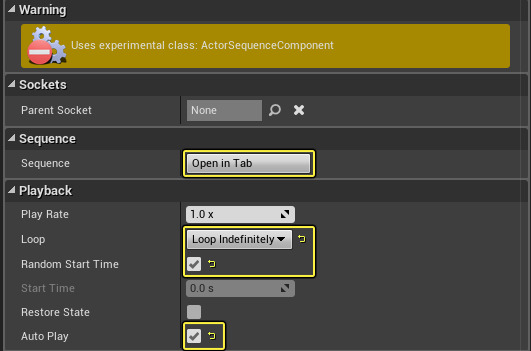 Warning
Uses experimental class: ActorSequenceComponent
Sockets
Parent Socket None
Sequence
Sequence Open in Tab
Playback
Play Rate 1.0 x
Loop Loop Indefinitely
Random Start Time
Start Time 0.0 s
Restore State
Auto Play